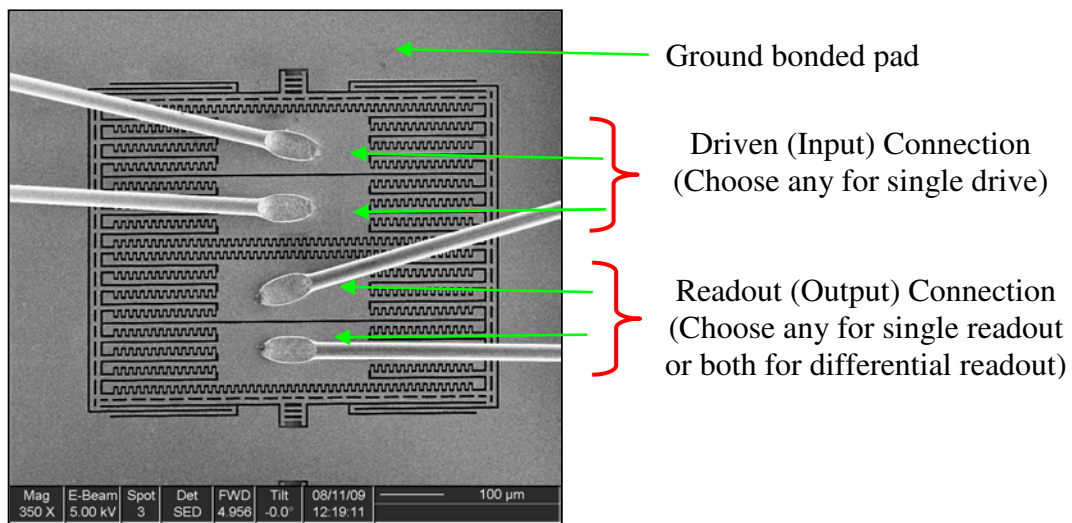 Ground bonded pad
Driven (Input) Connection
(Choose any for single drive)
Readout (Output) Connection
(Choose any for single readout
or both for differential readout)
Mag E-Beam Spot Det FWD Tilt 08/11/09 100 µm
350 X 5.00 kV 3 SED 4.956 -0.0° 12:19:11